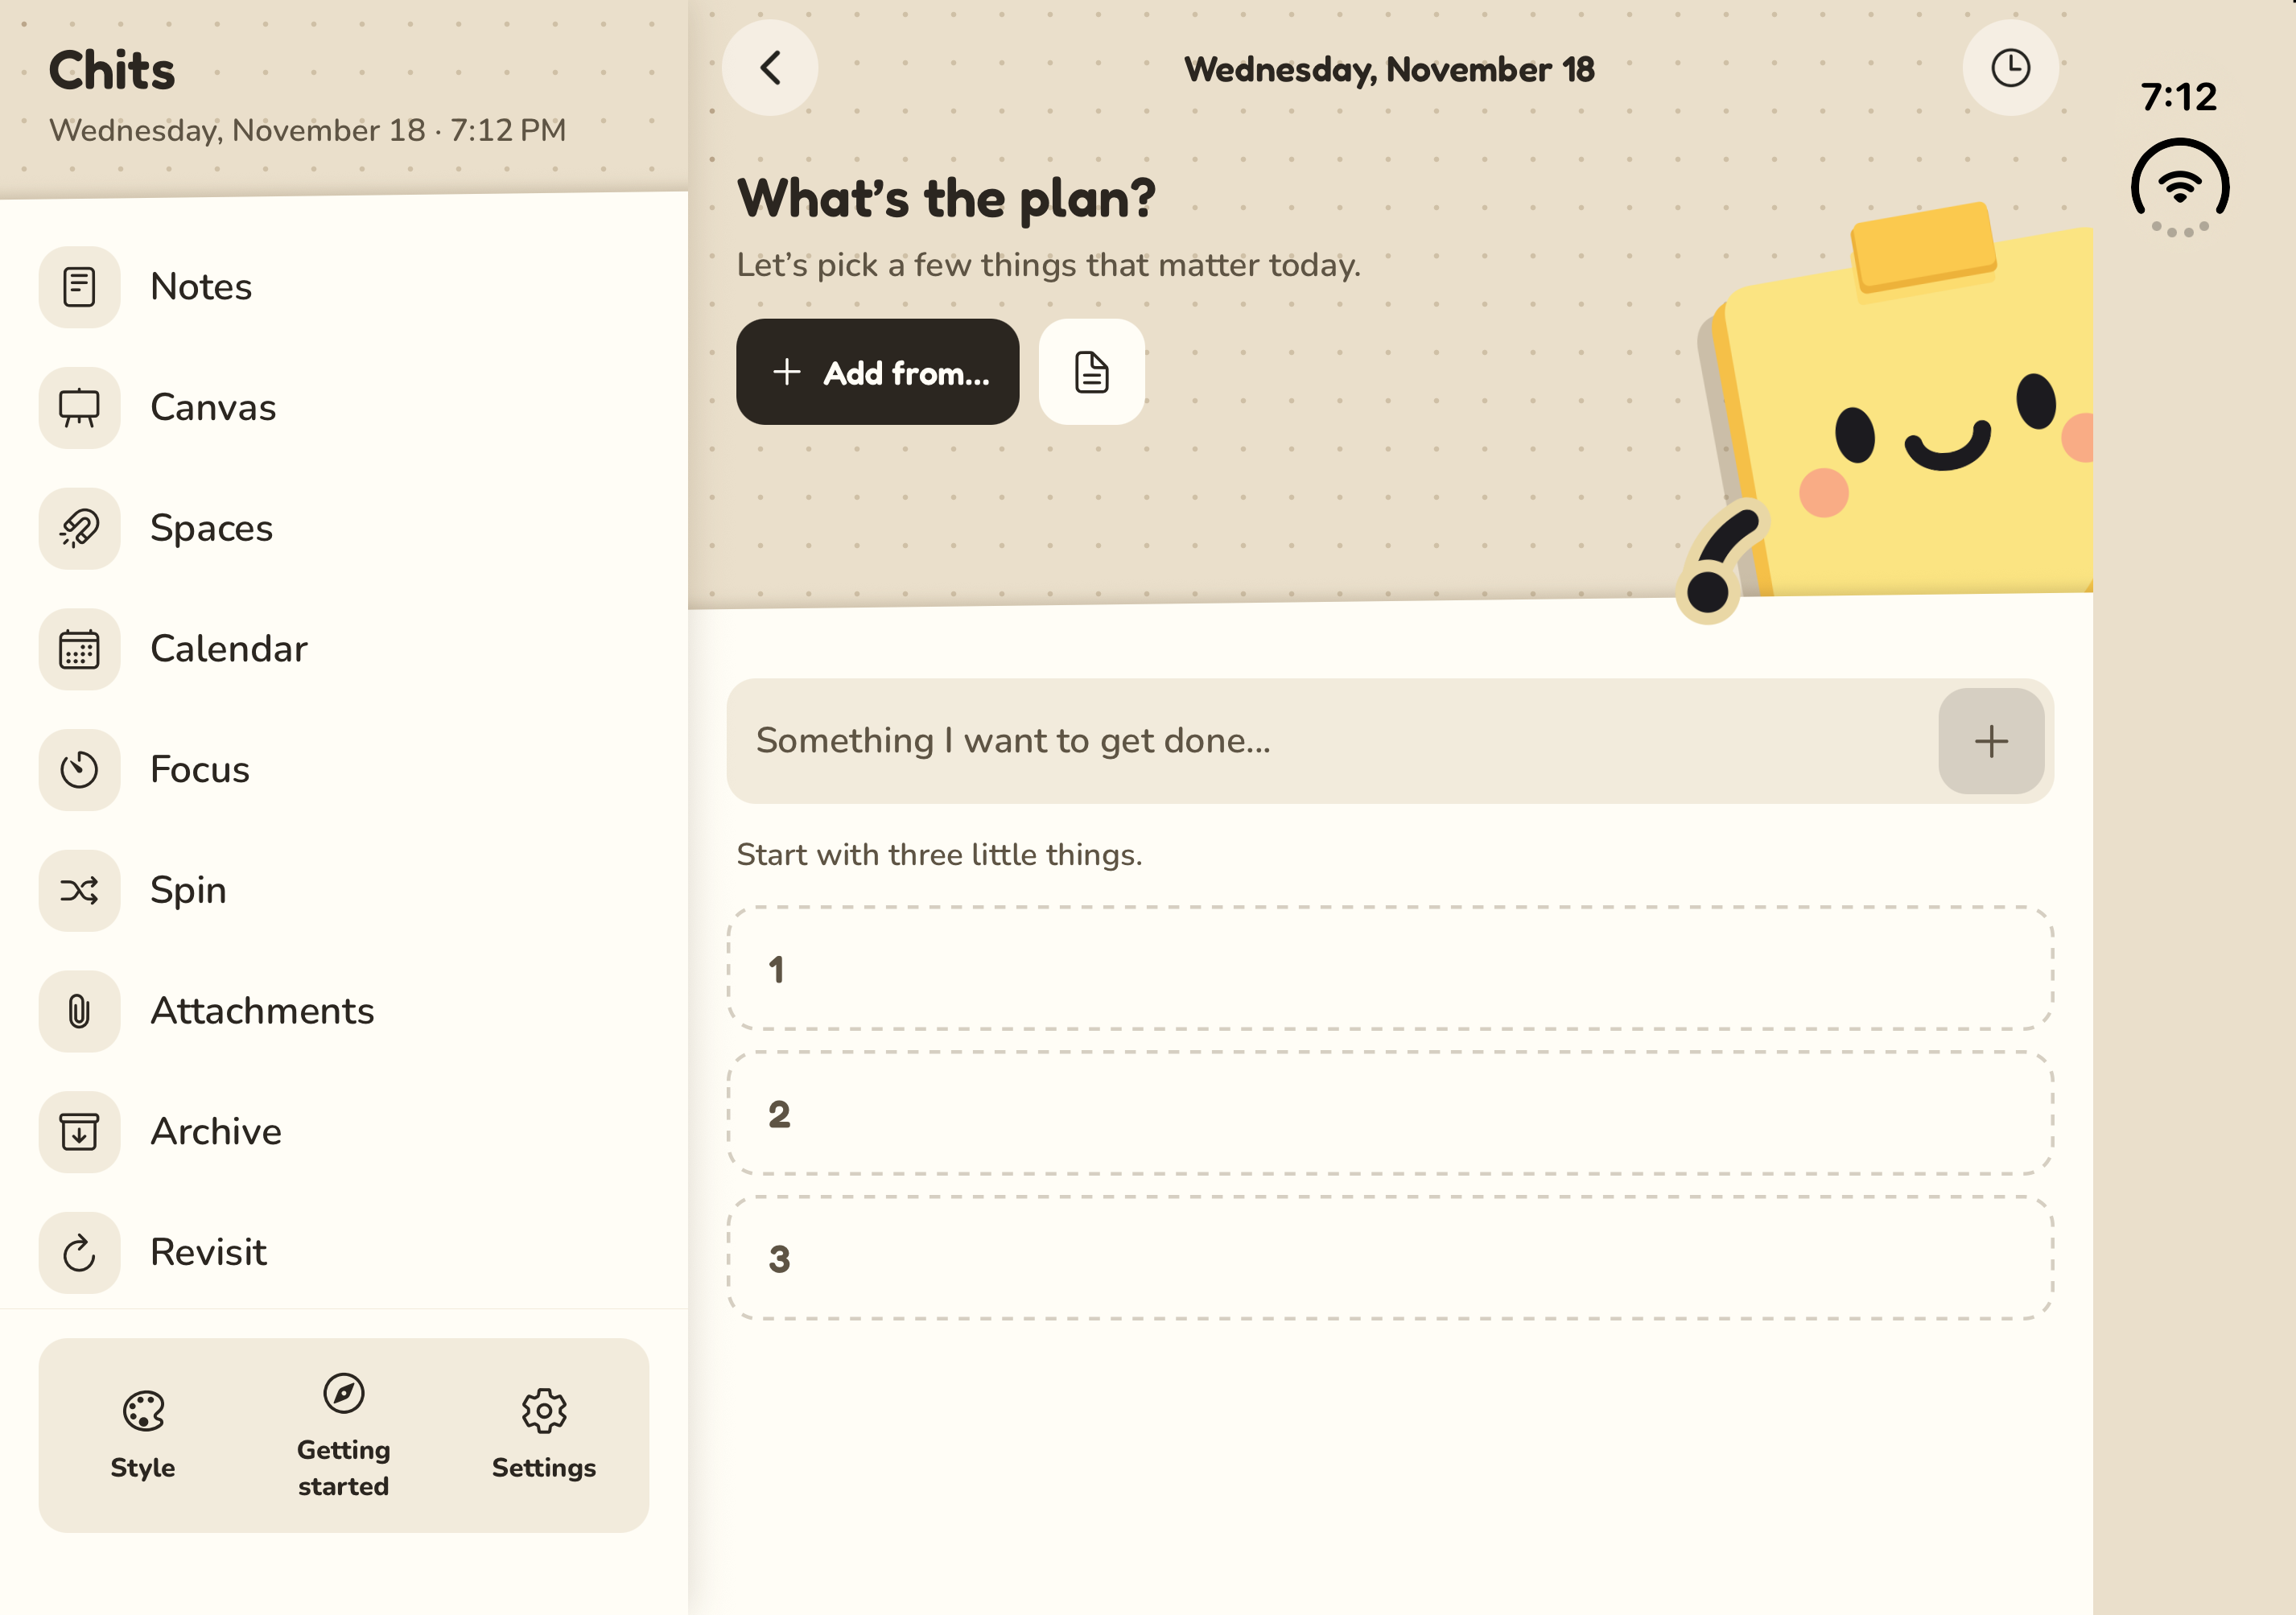 Chits
Wednesday, November 18 · 7:12 PM
Notes
Canvas
Spaces
Calendar
Focus
Spin
Attachments
Archive
Revisit
Style
Getting
started
Settings
Wednesday, November 18
What’s the plan?
Let’s pick a few things that matter today.
Add from...
Something I want to get done...
Start with three little things.
1
2
3
7:12